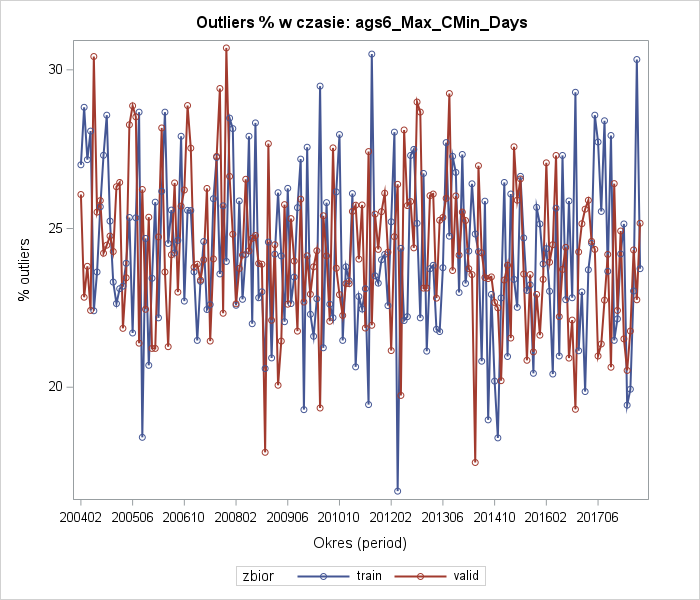 Outliers % w czasie: ags6_Max_CMin_Days
% outliers
30
25
20
200402 200506 200610 200802 200906 201010 201202 201306 201410 201602 201706
Okres (period)
zbior train valid